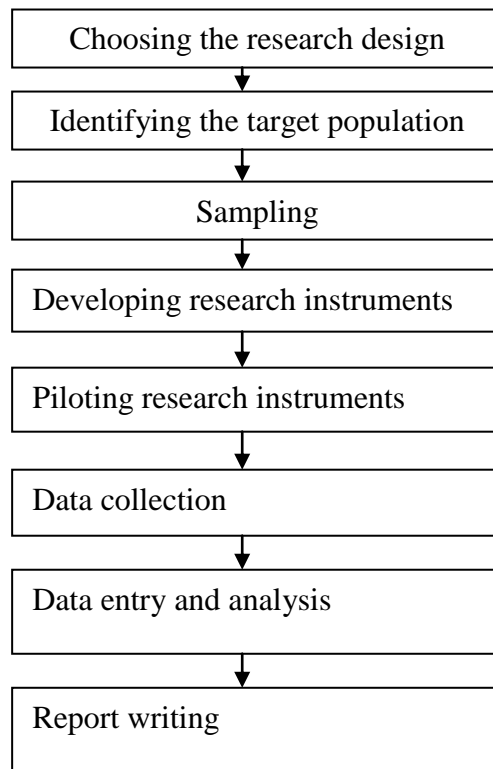 Choosing the research design
Identifying the target population
Sampling
Developing research instruments
Piloting research instruments
Data collection
Data entry and analysis
Report writing